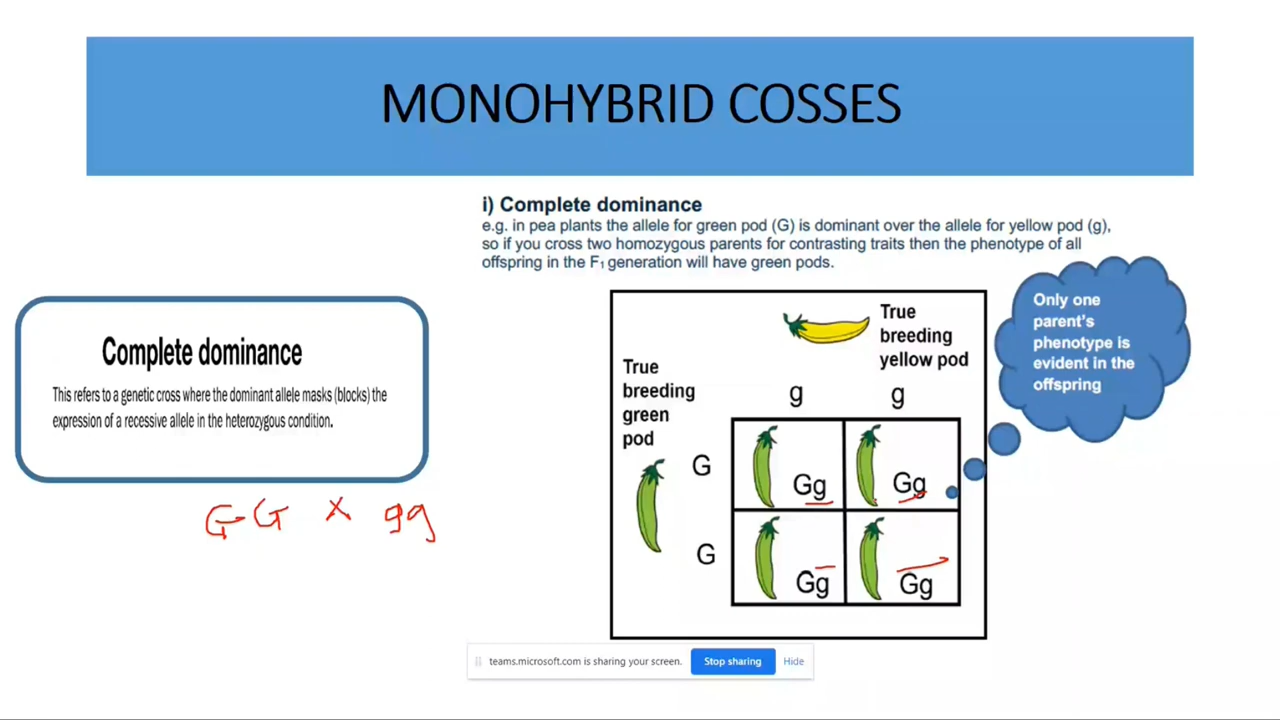 MONOHYBRID COSSES
i) Complete dominance
e.g. in pea plants the allele for green pod (G) is dominant over the allele for yellow pod (g),
so if you cross two homozygous parents for contrasting traits then the phenotype of all
offspring in the F₁ generation will have green pods.
Complete dominance
This refers to a genetic cross where the dominant allele masks (blocks) the
expression of a recessive allele in the heterozygous condition.
GG X gg
True
breeding
yellow pod
True
breeding
green
pod
g g
G
Gg Gg
G
Gg Gg
Only one
parent's
phenotype is
evident in the
offspring
teams.microsoft.com is sharing your screen.
Stop sharing
Hide